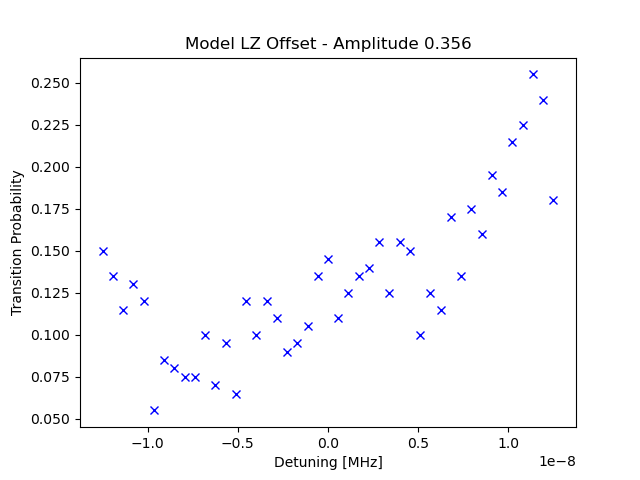 Model LZ Offset - Amplitude 0.356
0.250
0.225
0.200
0.175
0.150
0.125
0.100
0.075
0.050
Transition Probability
−1.0 −0.5 0.0 0.5 1.0
1e−8
Detuning [MHz]